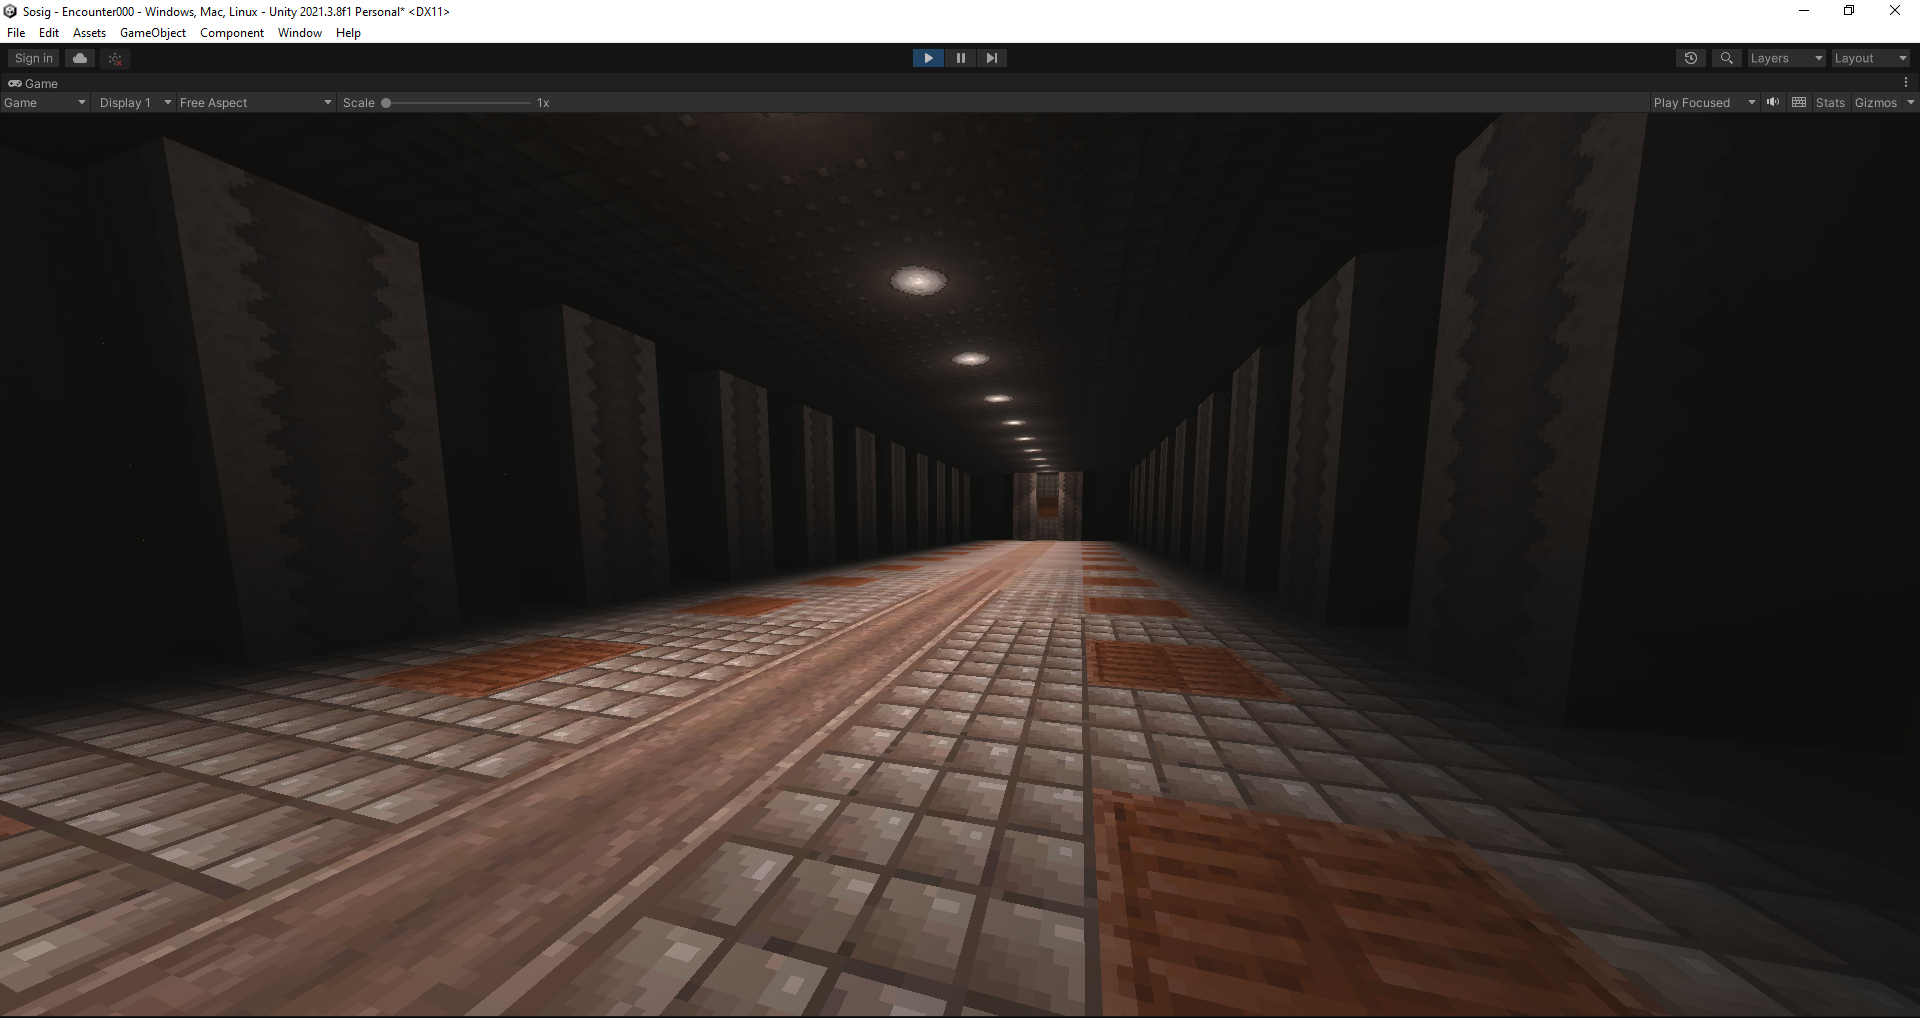 Sosig - Encounter000 - Windows, Mac, Linux - Unity 2021.3.8f1 Personal* <DX11>
File Edit Assets GameObject Component Window Help
Sign in Layers Layout
Game
Game Display 1 Free Aspect Scale 1x Play Focused Stats Gizmos